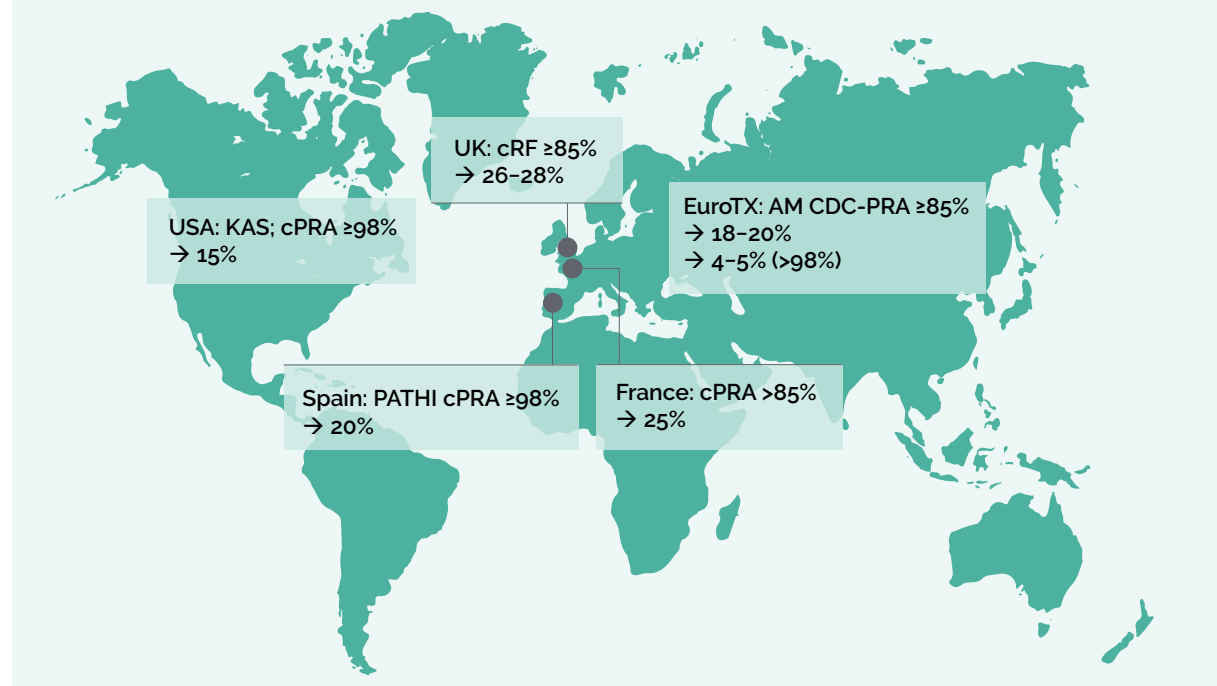 UK: cRF ≥85%
→ 26–28%
USA: KAS; cPRA ≥98%
→ 15%
EuroTX: AM CDC-PRA ≥85%
→ 18–20%
→ 4–5% (>98%)
Spain: PATHI cPRA ≥98%
→ 20%
France: cPRA >85%
→ 25%